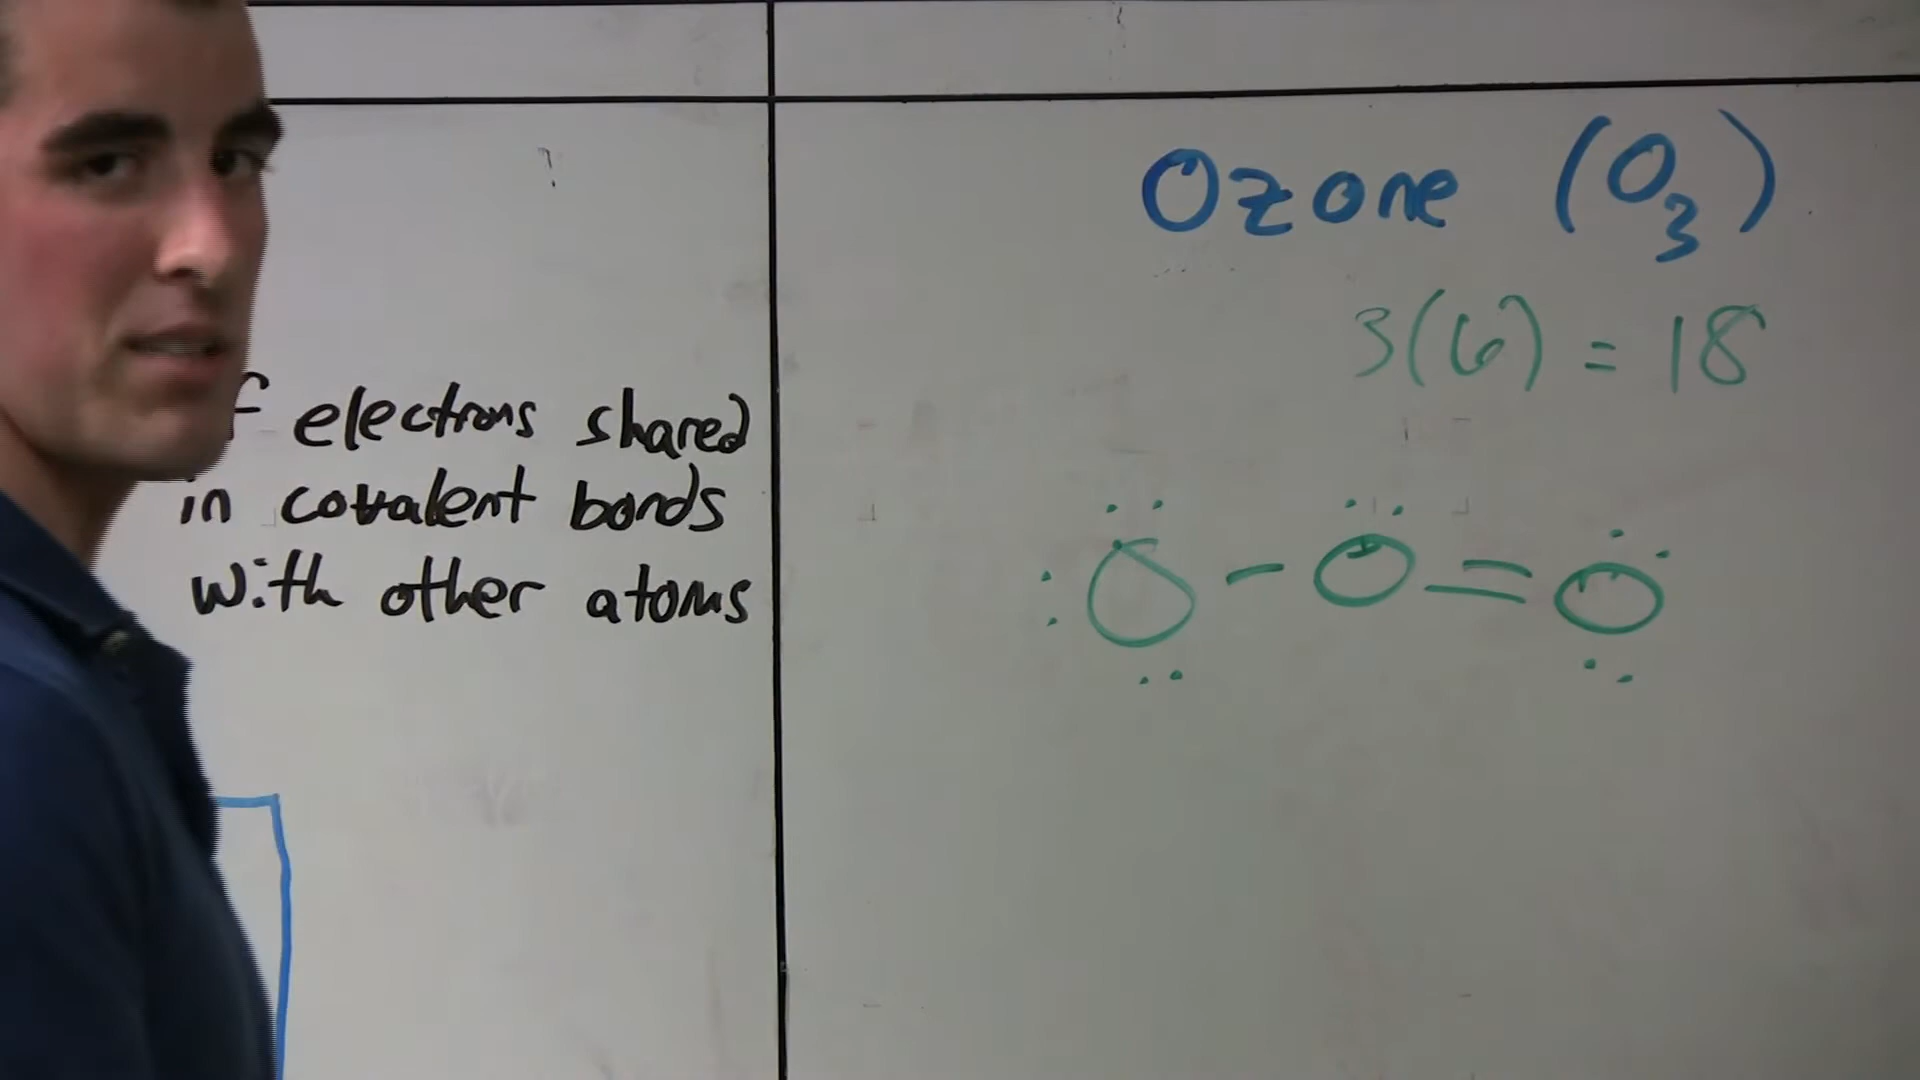 electrons shared
in covalent bonds
with other atoms
Ozone (O₃)
3(6) = 18
O - O = O